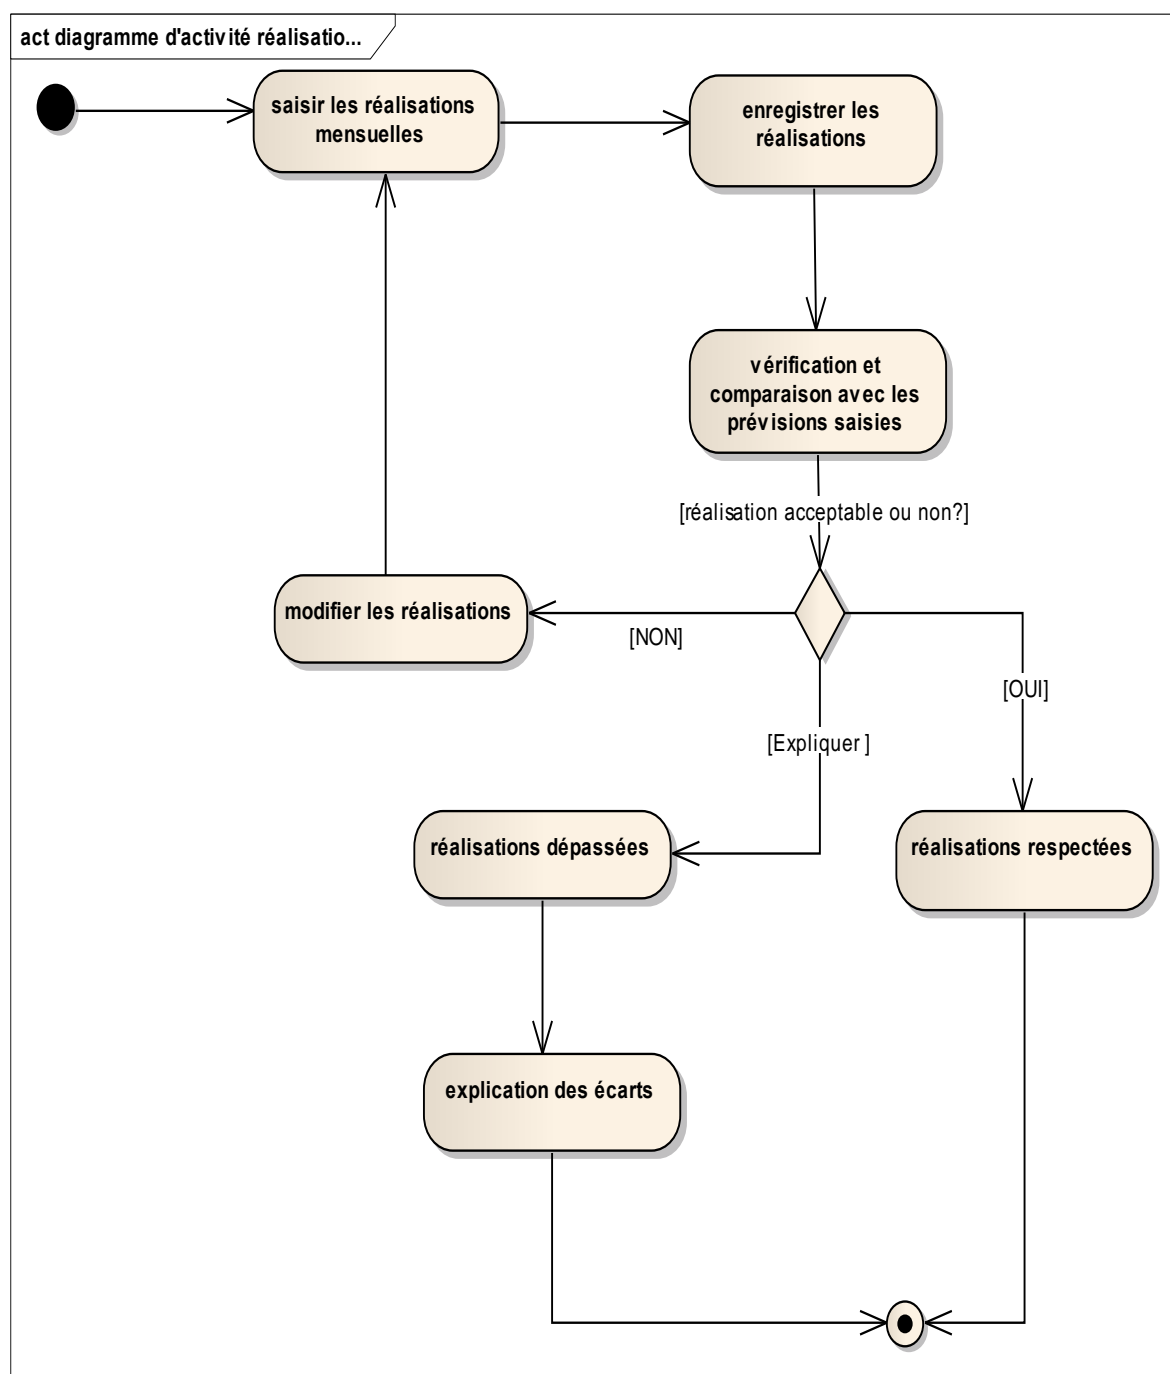 act diagramme d'activité réalisatio...
saisir les réalisations
mensuelles
enregistrer les
réalisations
vérification et
comparaison avec les
prévisions saisies
[réalisation acceptable ou non?]
modifier les réalisations
[NON]
[OUI]
[Expliquer ]
réalisations dépassées
réalisations respectées
explication des écarts